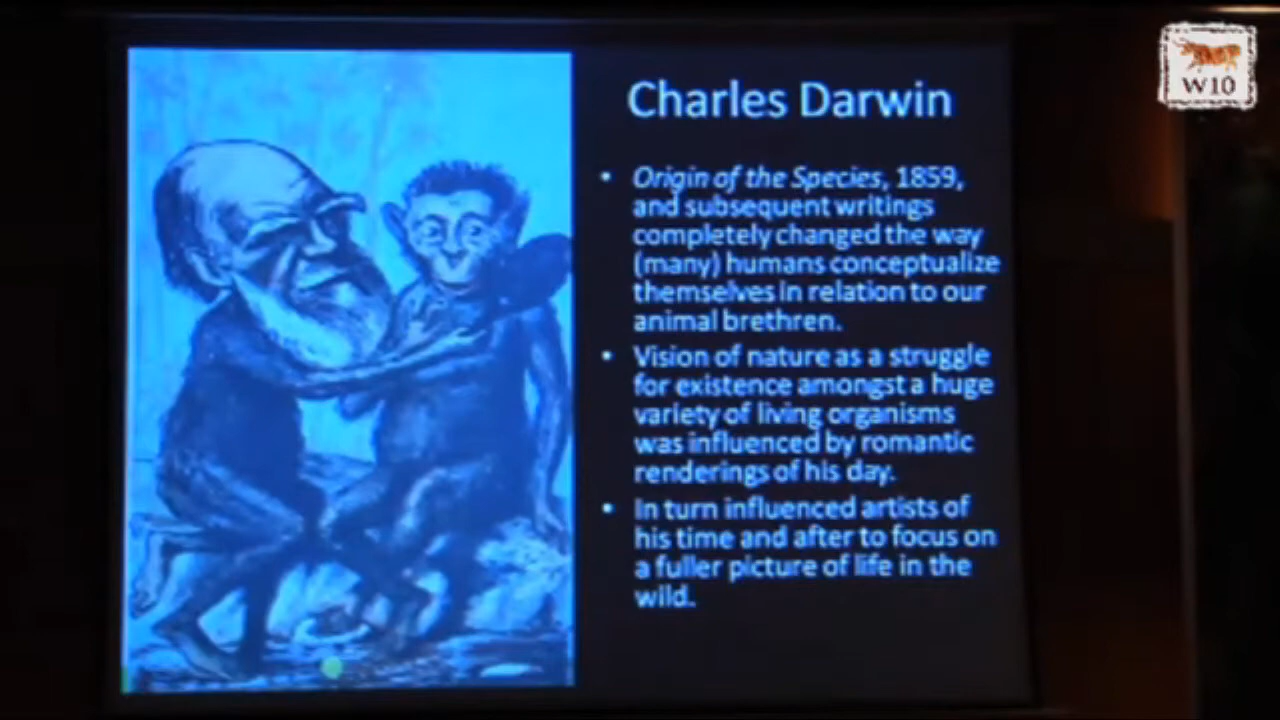 W10
Charles Darwin
• Origin of the Species, 1859,
and subsequent writings
completely changed the way
(many) humans conceptualize
themselves in relation to our
animal brethren.
• Vision of nature as a struggle
for existence amongst a huge
variety of living organisms
was influenced by romantic
renderings of his day.
• In turn influenced artists of
his time and after to focus on
a fuller picture of life in the
wild.